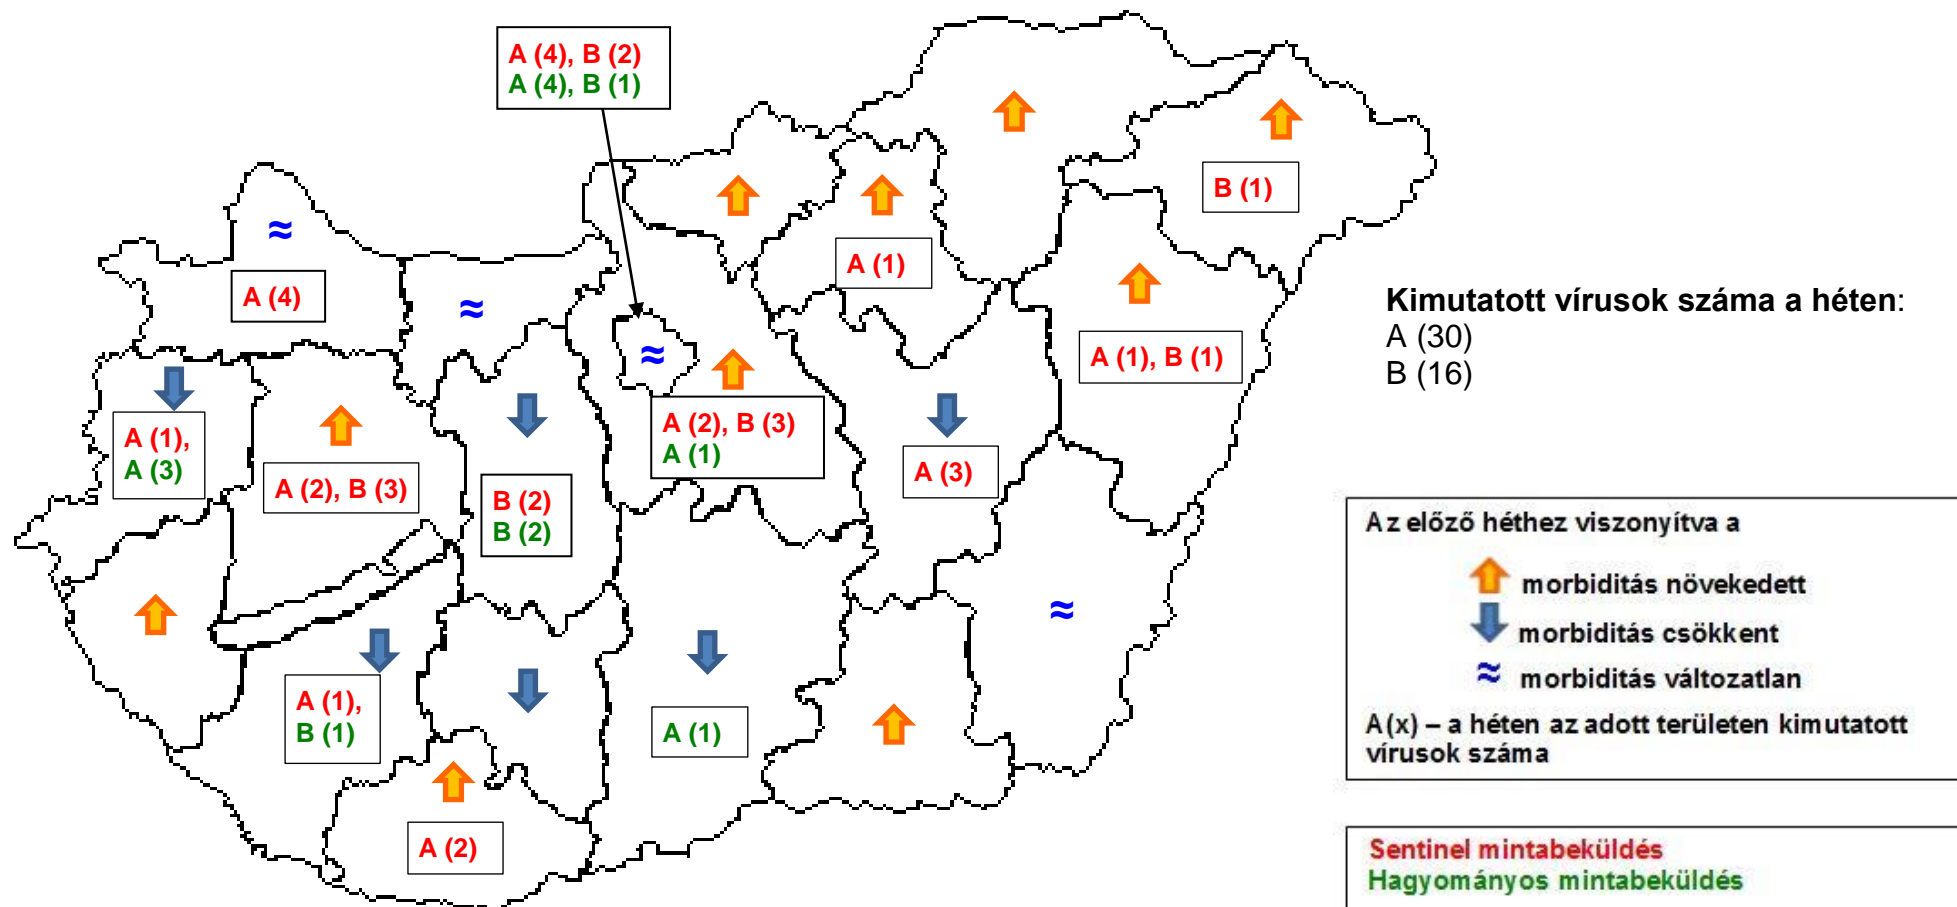 A (4), B (2)
A (4), B (1)
B (1)
A (1)
A (4)
Kimutatott vírusok száma a héten:
A (30)
B (16)
A (1), B (1)
A (2), B (3)
A (1)
A (1),
A (3)
A (2), B (3)
A (3)
B (2)
B (2)
Az előző héthez viszonyítva a
morbiditás növekedett
morbiditás csökkent
≈ morbiditás változatlan
A(x) – a héten az adott területen kimutatott
vírusok száma
A (1),
B (1)
A (1)
A (2)
Sentinel mintabeküldés
Hagyományos mintabeküldés